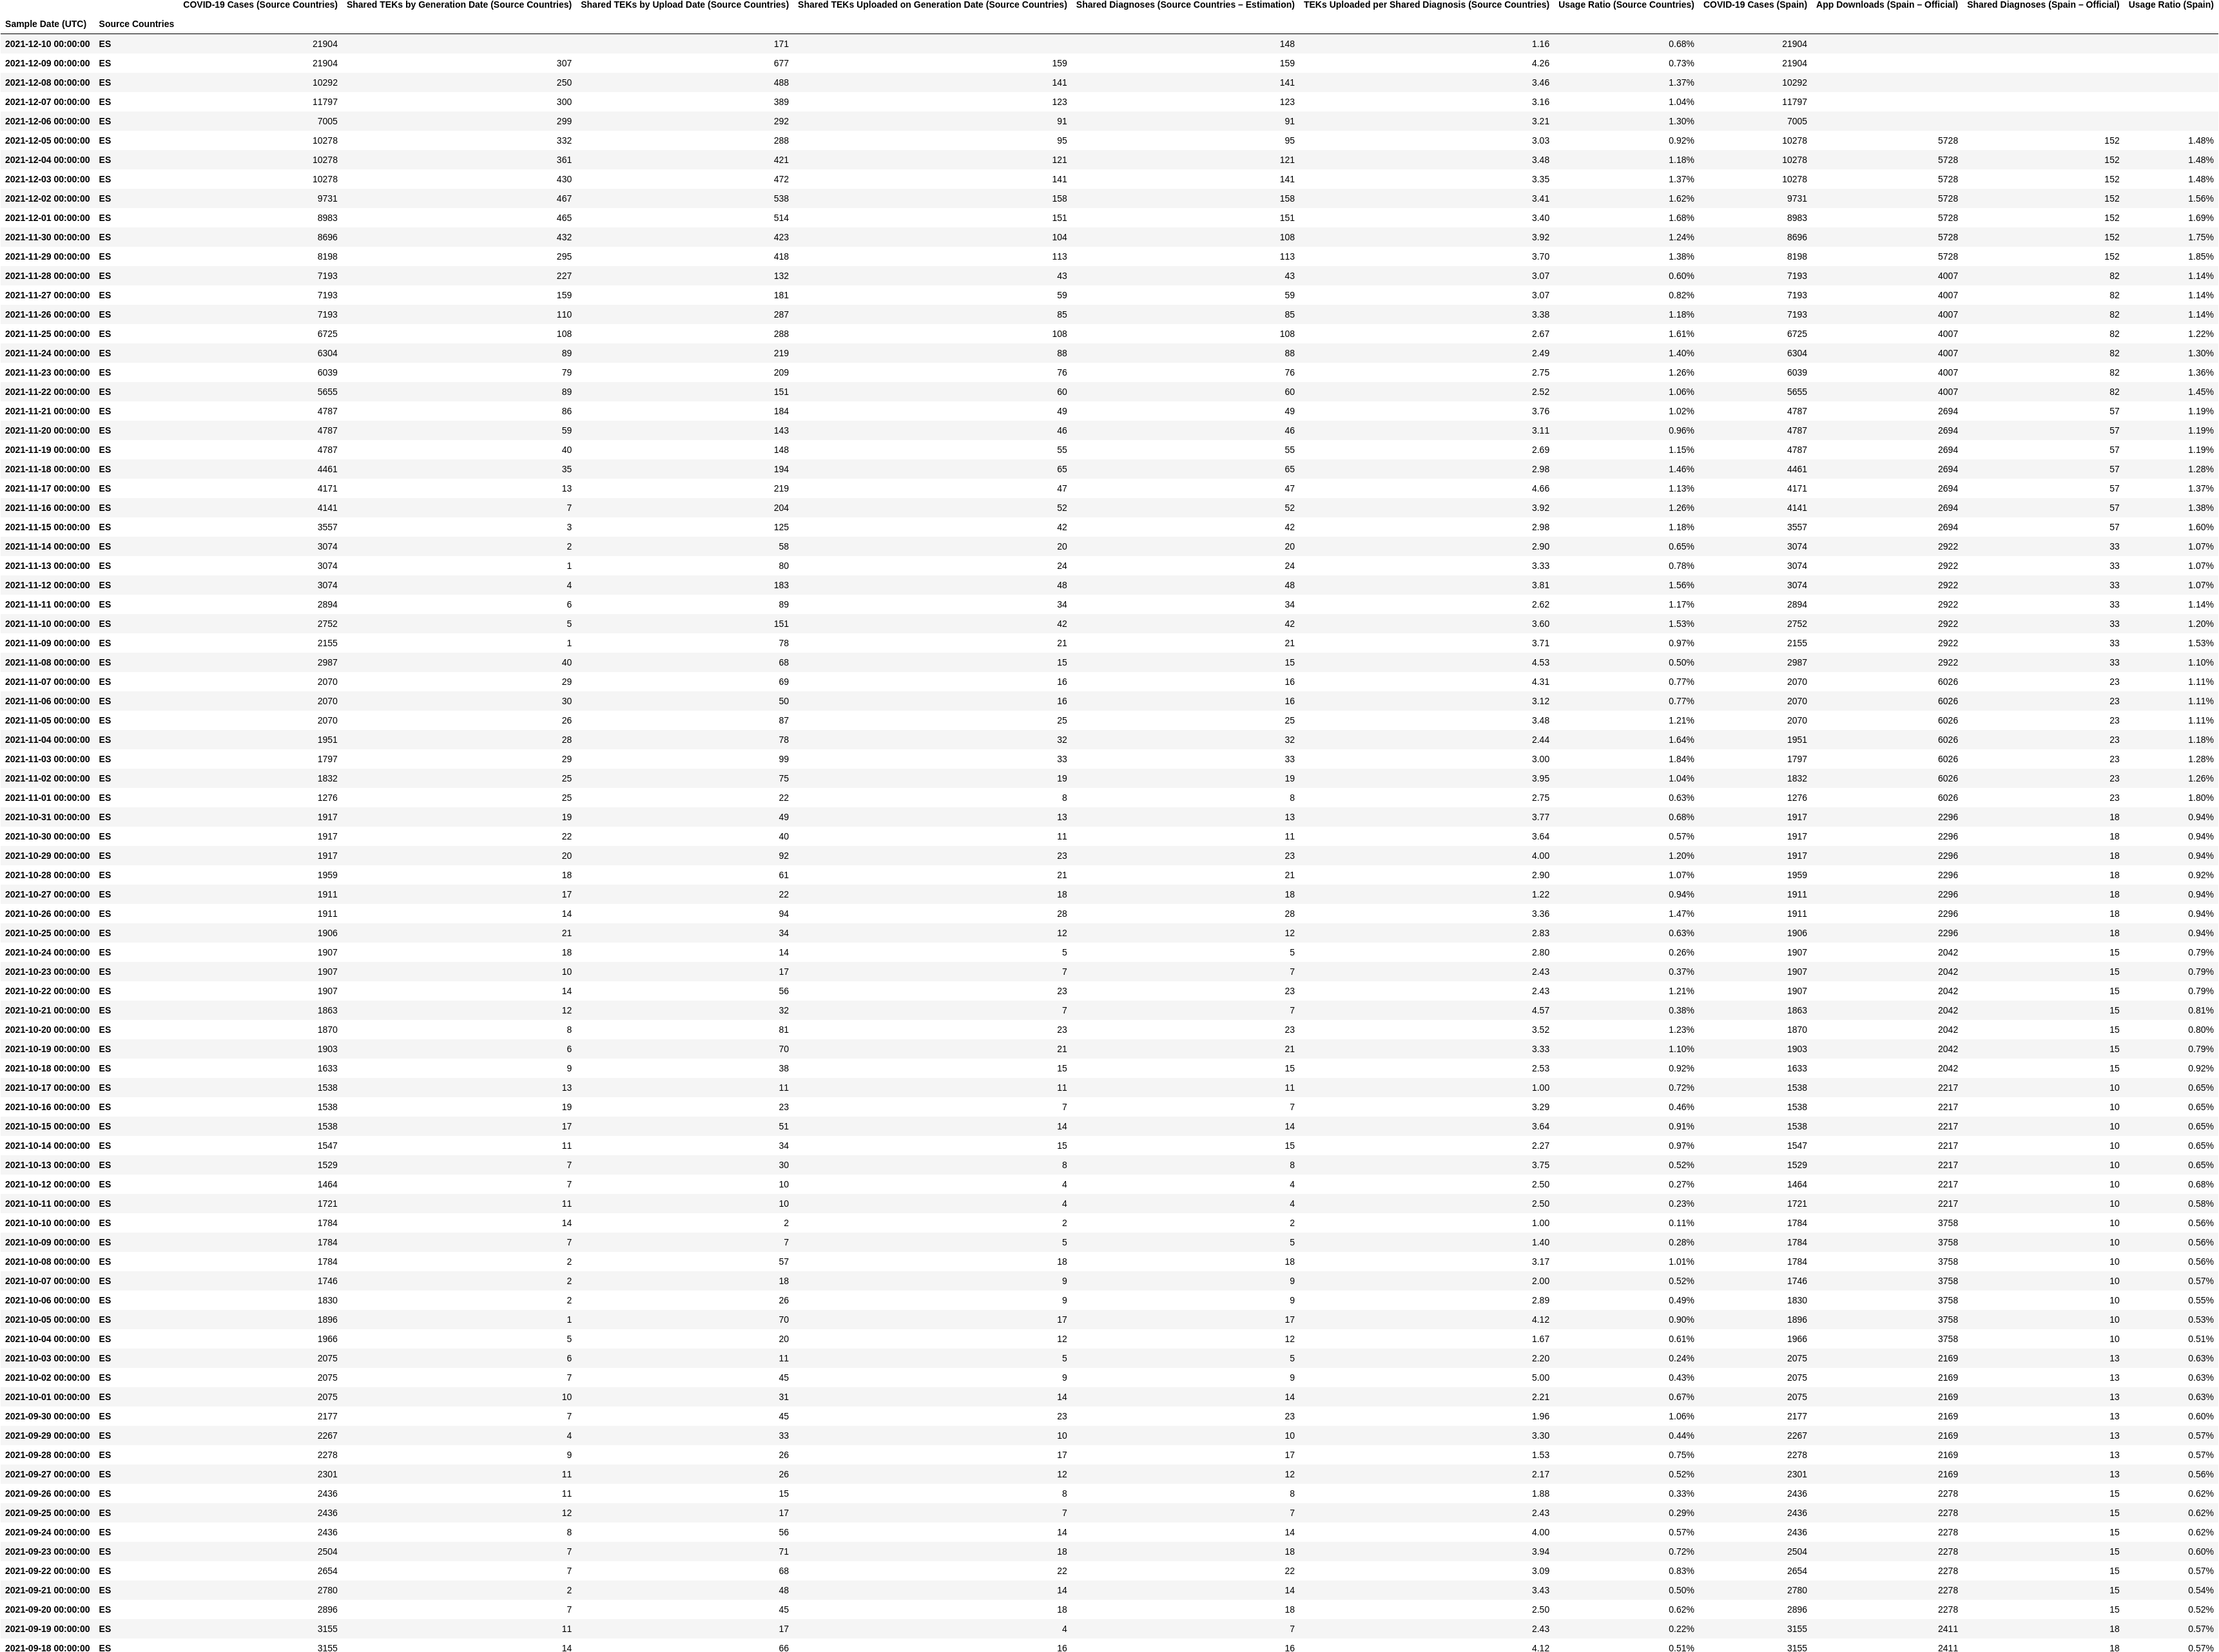 COVID-19 Cases (Source Countries) Shared TEKs by Generation Date (Source Countries) Shared TEKs by Upload Date (Source Countries) Shared TEKs Uploaded on Generation Date (Source Countries) Shared Diagnoses (Source Countries – Estimation) TEKs Uploaded per Shared Diagnosis (Source Countries) Usage Ratio (Source Countries) COVID-19 Cases (Spain) App Downloads (Spain – Official) Shared Diagnoses (Spain – Official) Usage Ratio (Spain)
Sample Date (UTC) Source Countries
2021-12-10 00:00:00 ES 21904 171 148 1.16 0.68% 21904
2021-12-09 00:00:00 ES 21904 307 677 159 159 4.26 0.73% 21904
2021-12-08 00:00:00 ES 10292 250 488 141 141 3.46 1.37% 10292
2021-12-07 00:00:00 ES 11797 300 389 123 123 3.16 1.04% 11797
2021-12-06 00:00:00 ES 7005 299 292 91 91 3.21 1.30% 7005
2021-12-05 00:00:00 ES 10278 332 288 95 95 3.03 0.92% 10278 5728 152 1.48%
2021-12-04 00:00:00 ES 10278 361 421 121 121 3.48 1.18% 10278 5728 152 1.48%
2021-12-03 00:00:00 ES 10278 430 472 141 141 3.35 1.37% 10278 5728 152 1.48%
2021-12-02 00:00:00 ES 9731 467 538 158 158 3.41 1.62% 9731 5728 152 1.56%
2021-12-01 00:00:00 ES 8983 465 514 151 151 3.40 1.68% 8983 5728 152 1.69%
2021-11-30 00:00:00 ES 8696 432 423 104 108 3.92 1.24% 8696 5728 152 1.75%
2021-11-29 00:00:00 ES 8198 295 418 113 113 3.70 1.38% 8198 5728 152 1.85%
2021-11-28 00:00:00 ES 7193 227 132 43 43 3.07 0.60% 7193 4007 82 1.14%
2021-11-27 00:00:00 ES 7193 159 181 59 59 3.07 0.82% 7193 4007 82 1.14%
2021-11-26 00:00:00 ES 7193 110 287 85 85 3.38 1.18% 7193 4007 82 1.14%
2021-11-25 00:00:00 ES 6725 108 288 108 108 2.67 1.61% 6725 4007 82 1.22%
2021-11-24 00:00:00 ES 6304 89 219 88 88 2.49 1.40% 6304 4007 82 1.30%
2021-11-23 00:00:00 ES 6039 79 209 76 76 2.75 1.26% 6039 4007 82 1.36%
2021-11-22 00:00:00 ES 5655 89 151 60 60 2.52 1.06% 5655 4007 82 1.45%
2021-11-21 00:00:00 ES 4787 86 184 49 49 3.76 1.02% 4787 2694 57 1.19%
2021-11-20 00:00:00 ES 4787 59 143 46 46 3.11 0.96% 4787 2694 57 1.19%
2021-11-19 00:00:00 ES 4787 40 148 55 55 2.69 1.15% 4787 2694 57 1.19%
2021-11-18 00:00:00 ES 4461 35 194 65 65 2.98 1.46% 4461 2694 57 1.28%
2021-11-17 00:00:00 ES 4171 13 219 47 47 4.66 1.13% 4171 2694 57 1.37%
2021-11-16 00:00:00 ES 4141 7 204 52 52 3.92 1.26% 4141 2694 57 1.38%
2021-11-15 00:00:00 ES 3557 3 125 42 42 2.98 1.18% 3557 2694 57 1.60%
2021-11-14 00:00:00 ES 3074 2 58 20 20 2.90 0.65% 3074 2922 33 1.07%
2021-11-13 00:00:00 ES 3074 1 80 24 24 3.33 0.78% 3074 2922 33 1.07%
2021-11-12 00:00:00 ES 3074 4 183 48 48 3.81 1.56% 3074 2922 33 1.07%
2021-11-11 00:00:00 ES 2894 6 89 34 34 2.62 1.17% 2894 2922 33 1.14%
2021-11-10 00:00:00 ES 2752 5 151 42 42 3.60 1.53% 2752 2922 33 1.20%
2021-11-09 00:00:00 ES 2155 1 78 21 21 3.71 0.97% 2155 2922 33 1.53%
2021-11-08 00:00:00 ES 2987 40 68 15 15 4.53 0.50% 2987 2922 33 1.10%
2021-11-07 00:00:00 ES 2070 29 69 16 16 4.31 0.77% 2070 6026 23 1.11%
2021-11-06 00:00:00 ES 2070 30 50 16 16 3.12 0.77% 2070 6026 23 1.11%
2021-11-05 00:00:00 ES 2070 26 87 25 25 3.48 1.21% 2070 6026 23 1.11%
2021-11-04 00:00:00 ES 1951 28 78 32 32 2.44 1.64% 1951 6026 23 1.18%
2021-11-03 00:00:00 ES 1797 29 99 33 33 3.00 1.84% 1797 6026 23 1.28%
2021-11-02 00:00:00 ES 1832 25 75 19 19 3.95 1.04% 1832 6026 23 1.26%
2021-11-01 00:00:00 ES 1276 25 22 8 8 2.75 0.63% 1276 6026 23 1.80%
2021-10-31 00:00:00 ES 1917 19 49 13 13 3.77 0.68% 1917 2296 18 0.94%
2021-10-30 00:00:00 ES 1917 22 40 11 11 3.64 0.57% 1917 2296 18 0.94%
2021-10-29 00:00:00 ES 1917 20 92 23 23 4.00 1.20% 1917 2296 18 0.94%
2021-10-28 00:00:00 ES 1959 18 61 21 21 2.90 1.07% 1959 2296 18 0.92%
2021-10-27 00:00:00 ES 1911 17 22 18 18 1.22 0.94% 1911 2296 18 0.94%
2021-10-26 00:00:00 ES 1911 14 94 28 28 3.36 1.47% 1911 2296 18 0.94%
2021-10-25 00:00:00 ES 1906 21 34 12 12 2.83 0.63% 1906 2296 18 0.94%
2021-10-24 00:00:00 ES 1907 18 14 5 5 2.80 0.26% 1907 2042 15 0.79%
2021-10-23 00:00:00 ES 1907 10 17 7 7 2.43 0.37% 1907 2042 15 0.79%
2021-10-22 00:00:00 ES 1907 14 56 23 23 2.43 1.21% 1907 2042 15 0.79%
2021-10-21 00:00:00 ES 1863 12 32 7 7 4.57 0.38% 1863 2042 15 0.81%
2021-10-20 00:00:00 ES 1870 8 81 23 23 3.52 1.23% 1870 2042 15 0.80%
2021-10-19 00:00:00 ES 1903 6 70 21 21 3.33 1.10% 1903 2042 15 0.79%
2021-10-18 00:00:00 ES 1633 9 38 15 15 2.53 0.92% 1633 2042 15 0.92%
2021-10-17 00:00:00 ES 1538 13 11 11 11 1.00 0.72% 1538 2217 10 0.65%
2021-10-16 00:00:00 ES 1538 19 23 7 7 3.29 0.46% 1538 2217 10 0.65%
2021-10-15 00:00:00 ES 1538 17 51 14 14 3.64 0.91% 1538 2217 10 0.65%
2021-10-14 00:00:00 ES 1547 11 34 15 15 2.27 0.97% 1547 2217 10 0.65%
2021-10-13 00:00:00 ES 1529 7 30 8 8 3.75 0.52% 1529 2217 10 0.65%
2021-10-12 00:00:00 ES 1464 7 10 4 4 2.50 0.27% 1464 2217 10 0.68%
2021-10-11 00:00:00 ES 1721 11 10 4 4 2.50 0.23% 1721 2217 10 0.58%
2021-10-10 00:00:00 ES 1784 14 2 2 2 1.00 0.11% 1784 3758 10 0.56%
2021-10-09 00:00:00 ES 1784 7 7 5 5 1.40 0.28% 1784 3758 10 0.56%
2021-10-08 00:00:00 ES 1784 2 57 18 18 3.17 1.01% 1784 3758 10 0.56%
2021-10-07 00:00:00 ES 1746 2 18 9 9 2.00 0.52% 1746 3758 10 0.57%
2021-10-06 00:00:00 ES 1830 2 26 9 9 2.89 0.49% 1830 3758 10 0.55%
2021-10-05 00:00:00 ES 1896 1 70 17 17 4.12 0.90% 1896 3758 10 0.53%
2021-10-04 00:00:00 ES 1966 5 20 12 12 1.67 0.61% 1966 3758 10 0.51%
2021-10-03 00:00:00 ES 2075 6 11 5 5 2.20 0.24% 2075 2169 13 0.63%
2021-10-02 00:00:00 ES 2075 7 45 9 9 5.00 0.43% 2075 2169 13 0.63%
2021-10-01 00:00:00 ES 2075 10 31 14 14 2.21 0.67% 2075 2169 13 0.63%
2021-09-30 00:00:00 ES 2177 7 45 23 23 1.96 1.06% 2177 2169 13 0.60%
2021-09-29 00:00:00 ES 2267 4 33 10 10 3.30 0.44% 2267 2169 13 0.57%
2021-09-28 00:00:00 ES 2278 9 26 17 17 1.53 0.75% 2278 2169 13 0.57%
2021-09-27 00:00:00 ES 2301 11 26 12 12 2.17 0.52% 2301 2169 13 0.56%
2021-09-26 00:00:00 ES 2436 11 15 8 8 1.88 0.33% 2436 2278 15 0.62%
2021-09-25 00:00:00 ES 2436 12 17 7 7 2.43 0.29% 2436 2278 15 0.62%
2021-09-24 00:00:00 ES 2436 8 56 14 14 4.00 0.57% 2436 2278 15 0.62%
2021-09-23 00:00:00 ES 2504 7 71 18 18 3.94 0.72% 2504 2278 15 0.60%
2021-09-22 00:00:00 ES 2654 7 68 22 22 3.09 0.83% 2654 2278 15 0.57%
2021-09-21 00:00:00 ES 2780 2 48 14 14 3.43 0.50% 2780 2278 15 0.54%
2021-09-20 00:00:00 ES 2896 7 45 18 18 2.50 0.62% 2896 2278 15 0.52%
2021-09-19 00:00:00 ES 3155 11 17 4 7 2.43 0.22% 3155 2411 18 0.57%
2021-09-18 00:00:00 ES 3155 14 66 16 16 4.12 0.51% 3155 2411 18 0.57%